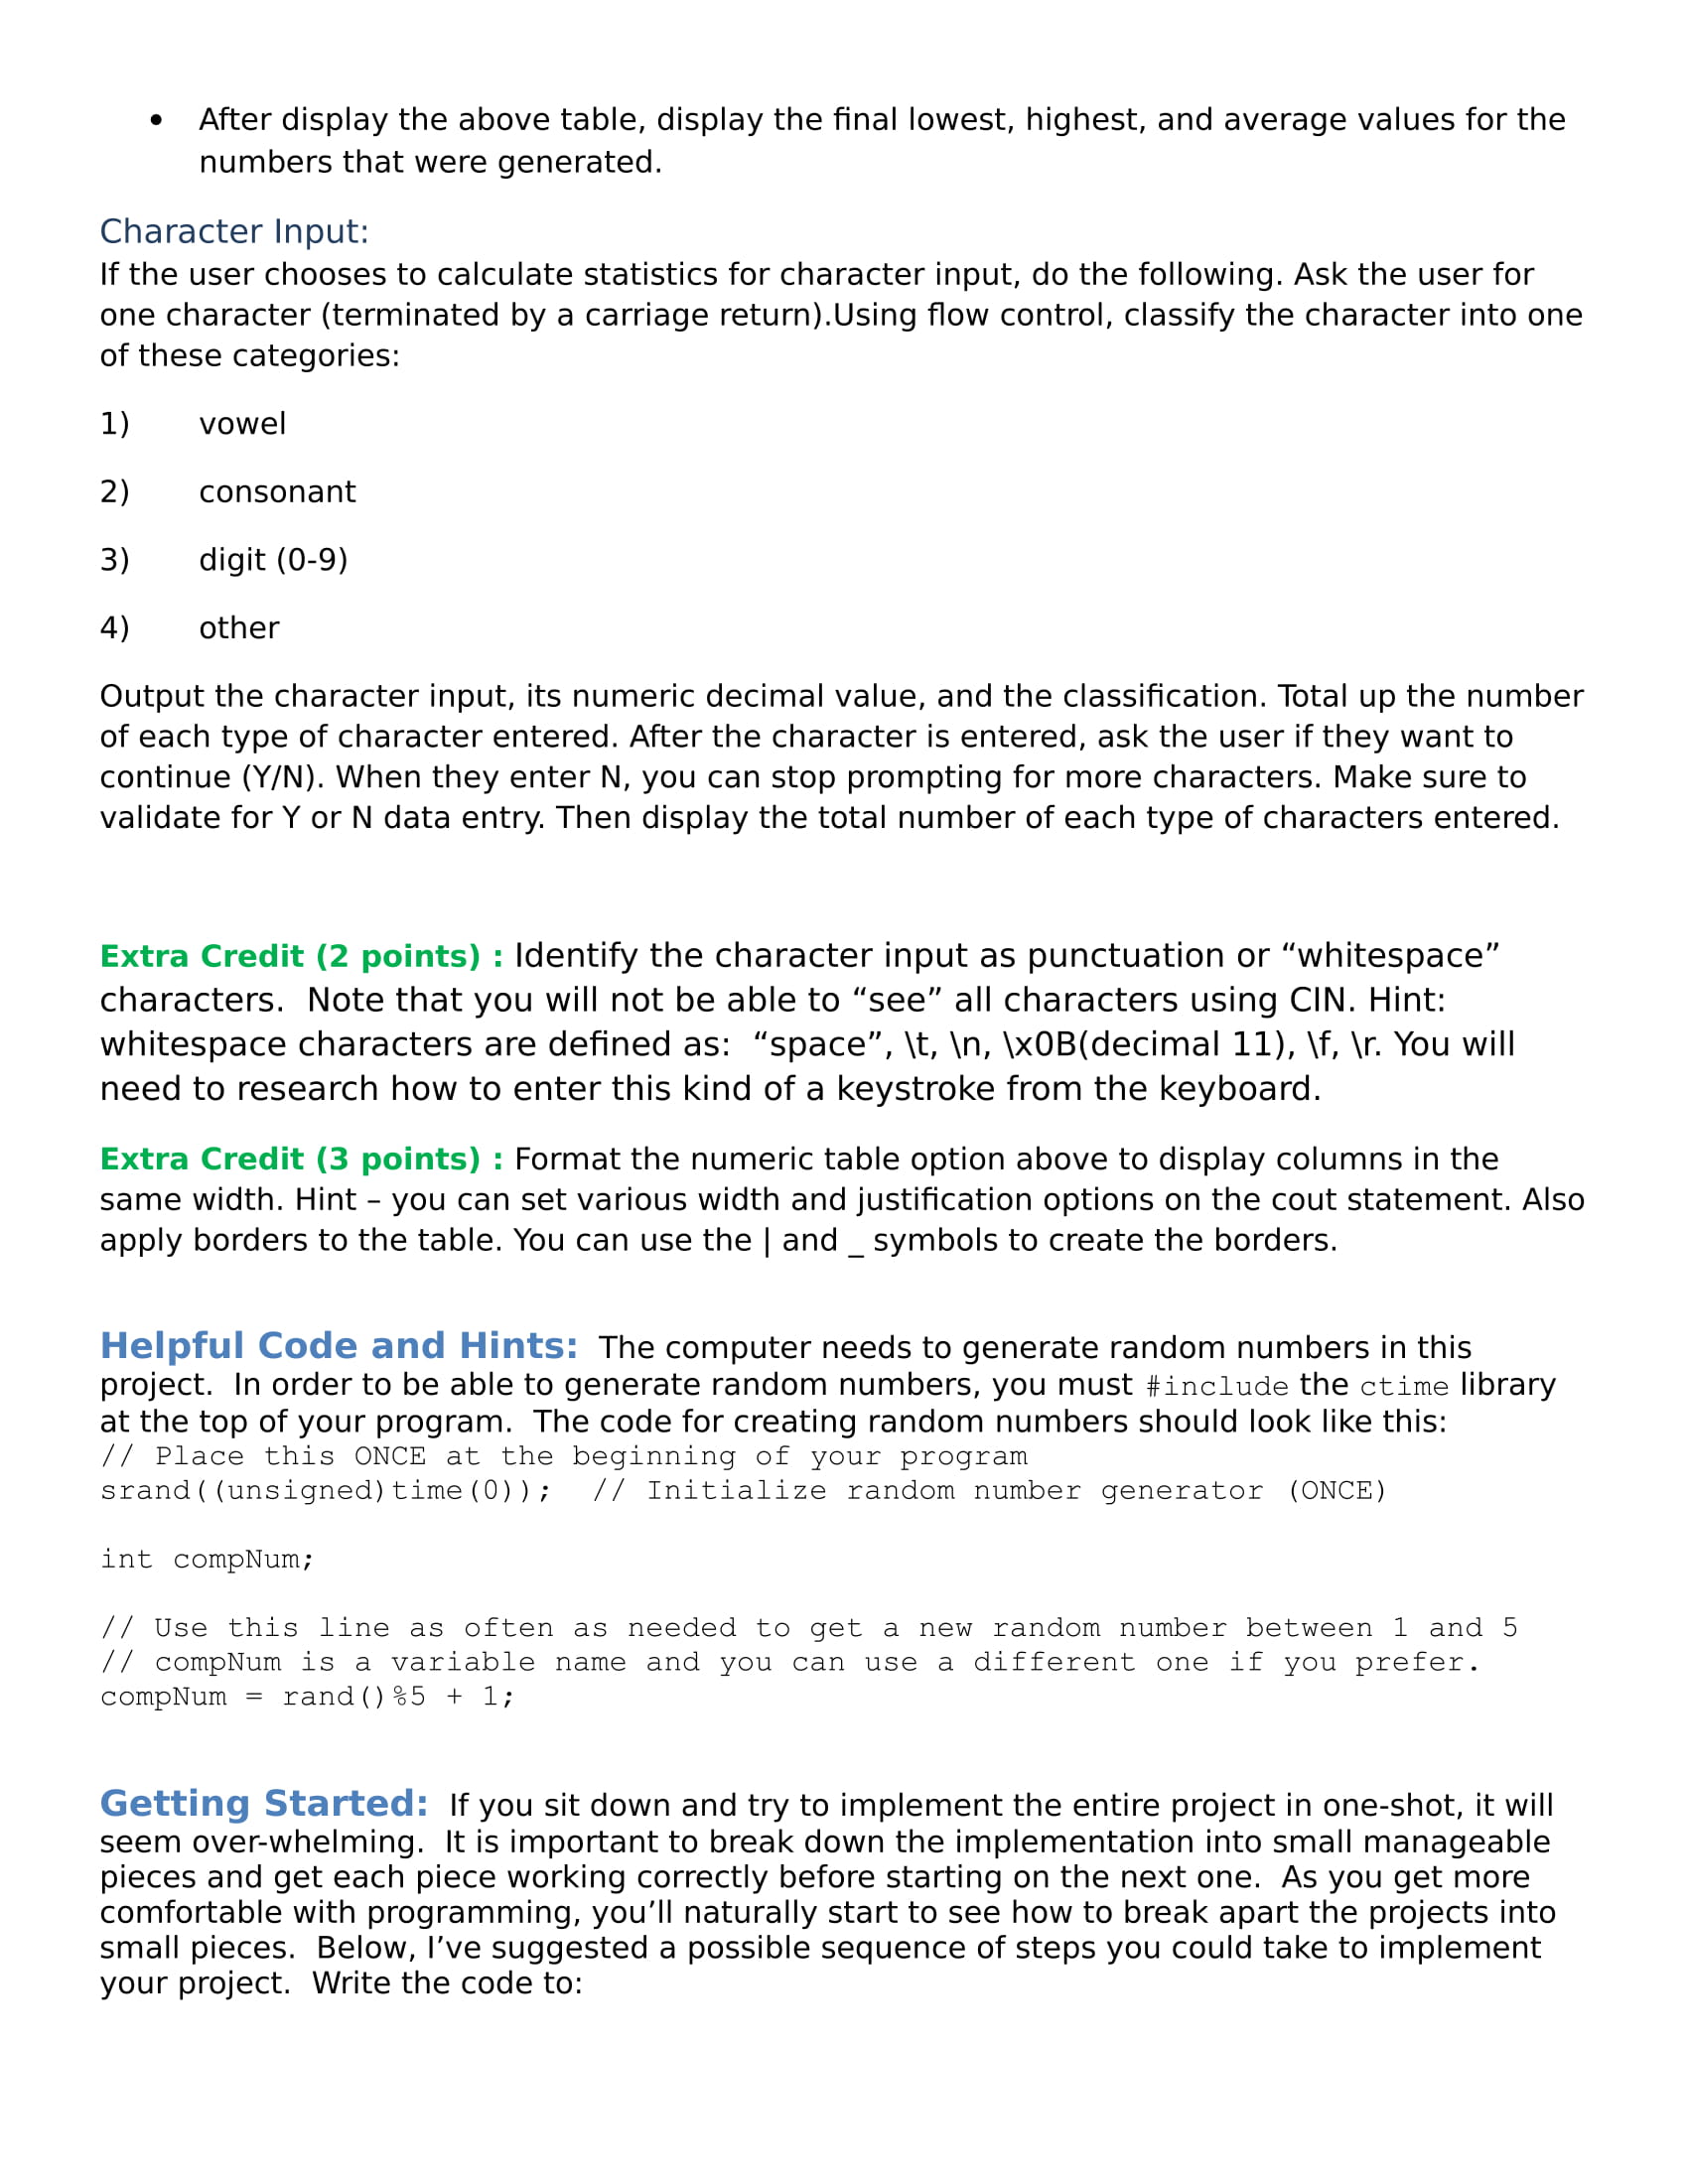 • After display the above table, display the final lowest, highest, and average values for the
numbers that were generated.
Character Input:
If the user chooses to calculate statistics for character input, do the following. Ask the user for
one character (terminated by a carriage return).Using flow control, classify the character into one
of these categories:
1) vowel
2) consonant
3) digit (0-9)
4) other
Output the character input, its numeric decimal value, and the classification. Total up the number
of each type of character entered. After the character is entered, ask the user if they want to
continue (Y/N). When they enter N, you can stop prompting for more characters. Make sure to
validate for Y or N data entry. Then display the total number of each type of characters entered.
Extra Credit (2 points) : Identify the character input as punctuation or “whitespace”
characters.  Note that you will not be able to “see” all characters using CIN. Hint:
whitespace characters are defined as:  “space”, \t, \n, \x0B(decimal 11), \f, \r. You will
need to research how to enter this kind of a keystroke from the keyboard.
Extra Credit (3 points) : Format the numeric table option above to display columns in the
same width. Hint – you can set various width and justification options on the cout statement. Also
apply borders to the table. You can use the | and _ symbols to create the borders.
Helpful Code and Hints:  The computer needs to generate random numbers in this
project.  In order to be able to generate random numbers, you must #include the ctime library
at the top of your program.  The code for creating random numbers should look like this:
// Place this ONCE at the beginning of your program
srand((unsigned)time(0));  // Initialize random number generator (ONCE)
int compNum;
// Use this line as often as needed to get a new random number between 1 and 5
// compNum is a variable name and you can use a different one if you prefer.
compNum = rand()%5 + 1;
Getting Started:  If you sit down and try to implement the entire project in one-shot, it will
seem over-whelming.  It is important to break down the implementation into small manageable
pieces and get each piece working correctly before starting on the next one.  As you get more
comfortable with programming, you’ll naturally start to see how to break apart the projects into
small pieces.  Below, I’ve suggested a possible sequence of steps you could take to implement
your project.  Write the code to: